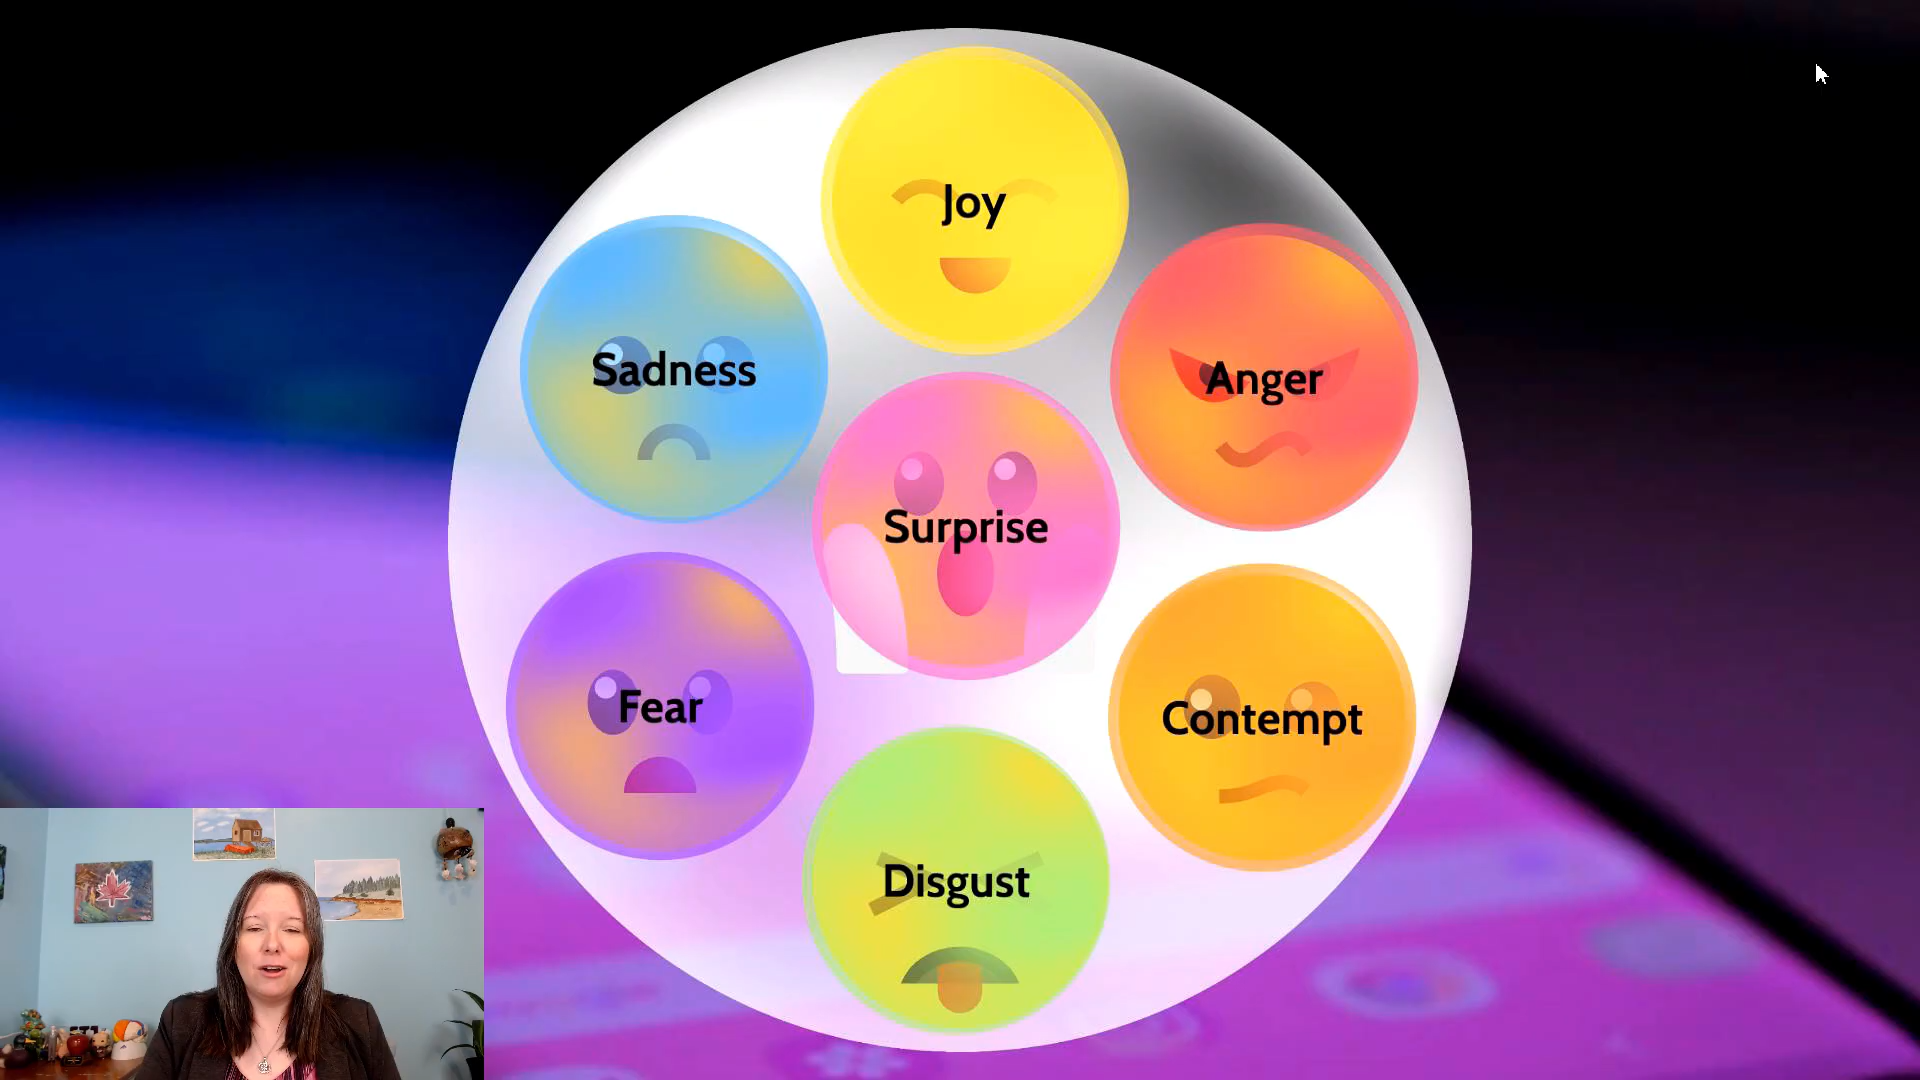 Joy
Sadness
Anger
Surprise
Fear
Contempt
Disgust